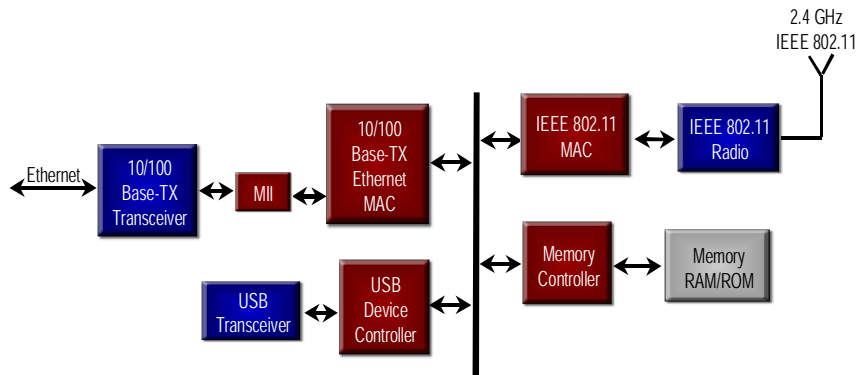 2.4 GHz
IEEE 802.11
Ethernet
10/100
Base-TX
Transceiver
MII
10/100
Base-TX
Ethernet
MAC
IEEE 802.11
MAC
IEEE 802.11
Radio
USB
Transceiver
USB
Device
Controller
Memory
Controller
Memory
RAM/ROM